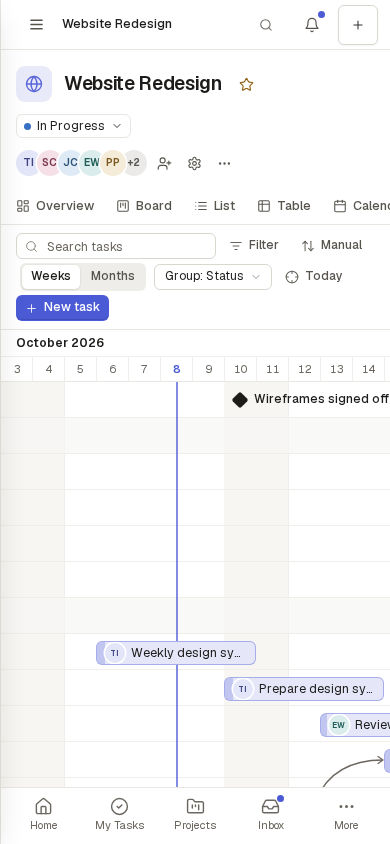 Website Redesign
Website Redesign
In Progress
TI SC JC EW PP +2
Overview Board List Table
Search tasks Filter Manual
Weeks Months Group: Status Today
New task
October 2026
3 4 5 6 7 8 9 10 11 12 13 14
Wireframes signed off
TI Weekly design sy…
TI Prepare design sy…
EW
Home My Tasks Projects Inbox More